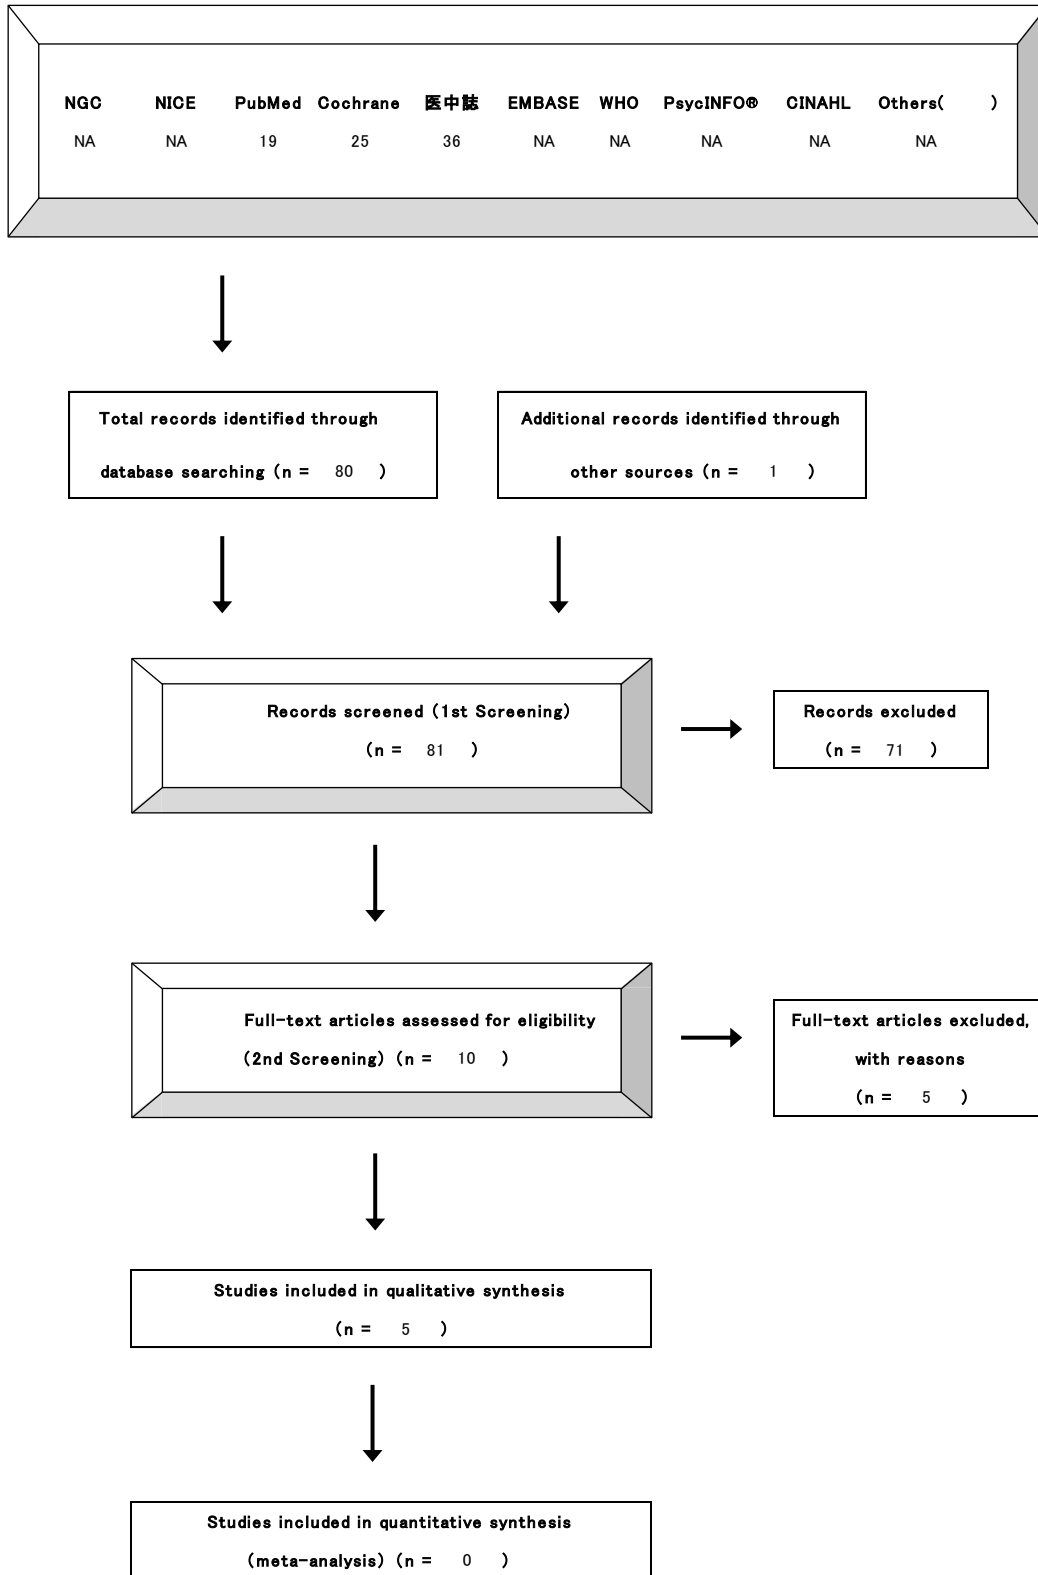 NGC NICE PubMed Cochrane 医中誌 EMBASE WHO PsycINFO® CINAHL Others( )
NA NA 19 25 36 NA NA NA NA NA
Total records identified through
database searching (n = 80 )
Additional records identified through
other sources (n = 1 )
Records screened (1st Screening)
(n = 81 )
Records excluded
(n = 71 )
Full-text articles assessed for eligibility
(2nd Screening) (n = 10 )
Full-text articles excluded,
with reasons
(n = 5 )
Studies included in qualitative synthesis
(n = 5 )
Studies included in quantitative synthesis
(meta-analysis) (n = 0 )